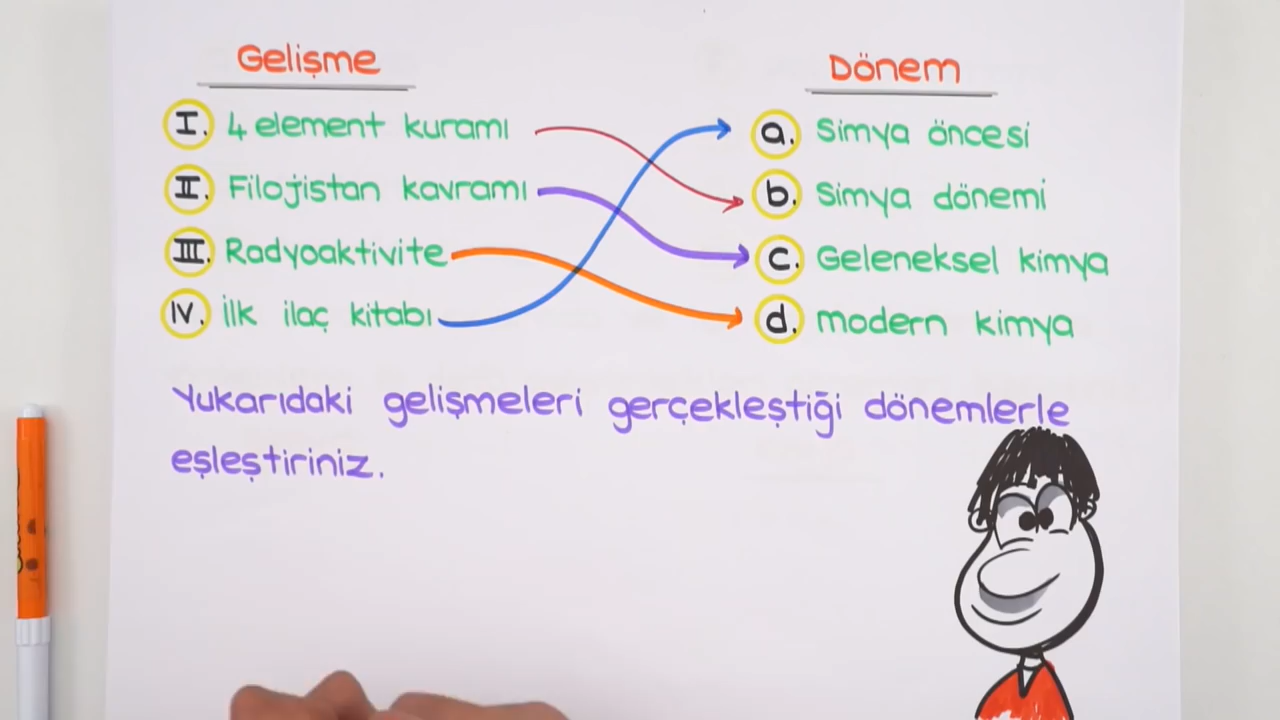 Gelişme
Dönem
I. 4 element kuramı
a. Simya öncesi
II. Filojistan kavramı
b. Simya dönemi
III. Radyoaktivite
c. Geleneksel kimya
IV. İlk ilaç kitabı
d. modern kimya
Yukarıdaki gelişmeleri gerçekleştiği dönemlerle
eşleştiriniz.